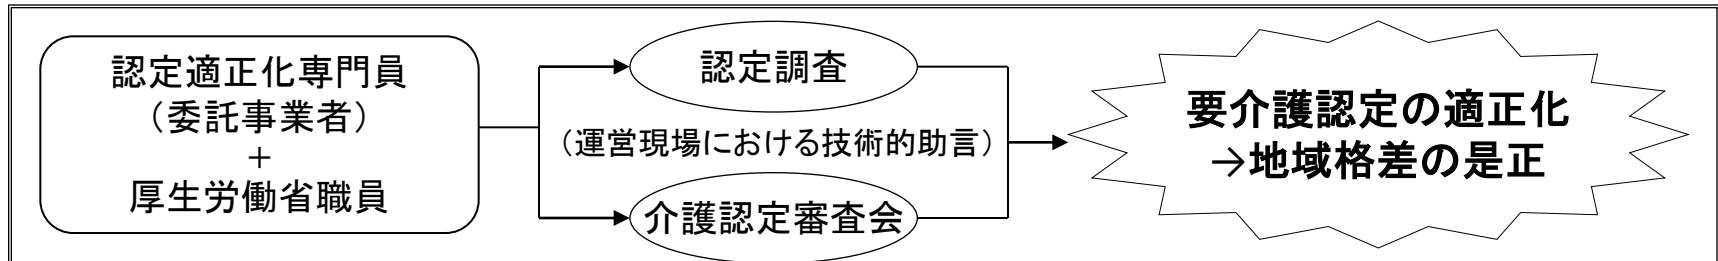 認定適正化専門員
（委託事業者）
＋
厚生労働省職員
認定調査
（運営現場における技術的助言）
介護認定審査会
要介護認定の適正化
→地域格差の是正